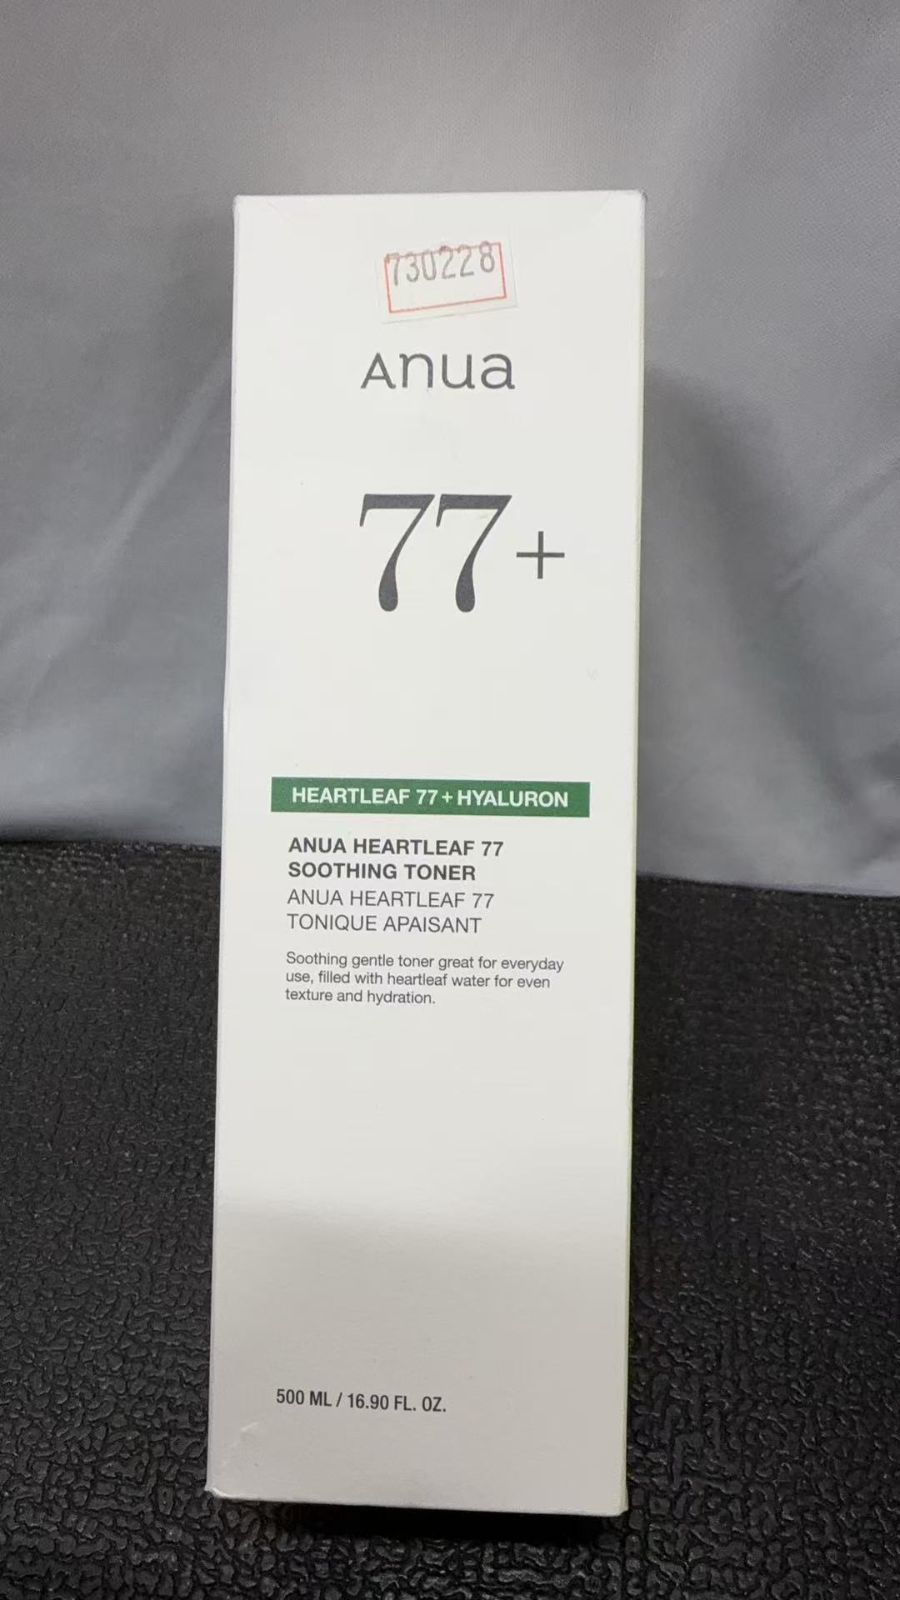 730228
Anua
77+
HEARTLEAF 77+HYALURON
ANUA HEARTLEAF 77
SOOTHING TONER
ANUA HEARTLEAF 77
TONIQUE APAISANT
Soothing gentle toner great for everyday
use, filled with heartleaf water for even
texture and hydration.
500 ML / 16.90 FL. OZ.